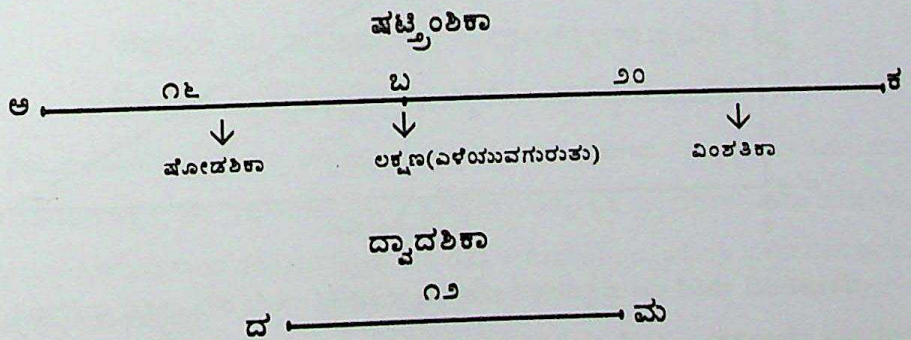 ಷಟ್ತ್ರಿಂಶಿಕಾ
೧೬ ಬ ೨೦
ಅ ಕ
ಷೋಡಶಿಕಾ ಲಕ್ಷಣ(ಎಳೆಯುವಗುರುತು) ವಿಂಶತಿಕಾ
ದ್ವಾದಶಿಕಾ
೧೨
ದ ಮ